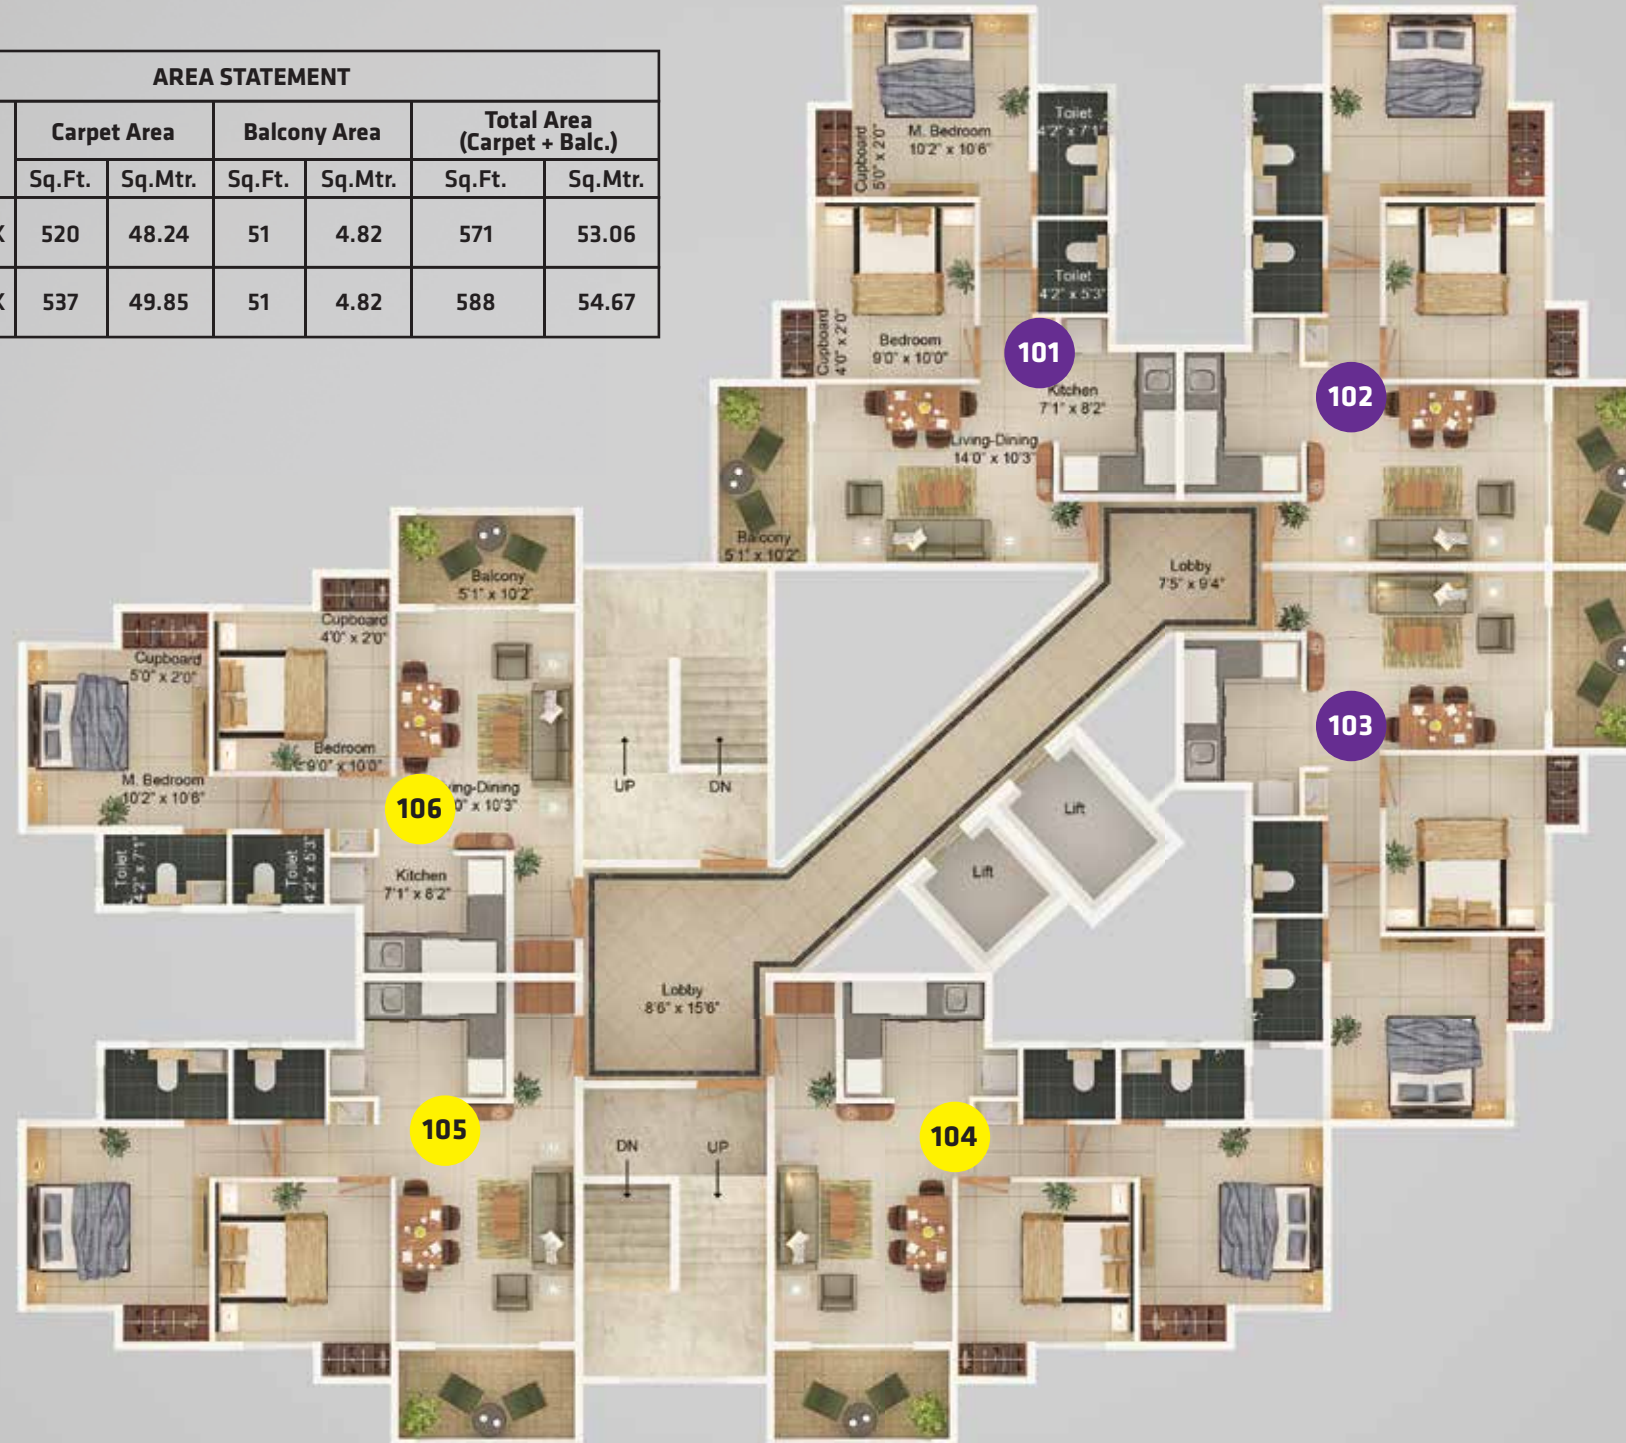 AREA STATEMENT
Carpet Area
Balcony Area
Total Area
(Carpet + Balc.)
Sq.Ft.
Sq.Mtr.
Sq.Ft.
Sq.Mtr.
Sq.Ft.
Sq.Mtr.
520
48.24
51
4.82
571
53.06
537
49.85
51
4.82
588
54.67
Toilet
4'2" x 7'1"
M. Bedroom
10'2" x 10'6"
Cupboard
5'0" x 2'0"
Toilet
4'2" x 5'3"
Cupboard
4'0" x 2'0"
Bedroom
9'0" x 10'0"
101
Kitchen
7'1" x 8'2"
102
Living-Dining
14'0" x 10'3"
Balcony
5'1" x 10'2"
Lobby
7'5" x 9'4"
Balcony
5'1" x 10'2"
Cupboard
4'0" x 2'0"
Cupboard
5'0" x 2'0"
103
Bedroom
9'0" x 10'0"
M. Bedroom
10'2" x 10'6"
106
ing-Dining
0" x 10'3"
UP
DN
Lift
Lift
Toilet
4'2" x 7'1"
Toilet
4'2" x 5'3"
Kitchen
7'1" x 8'2"
Lobby
8'6" x 15'6"
105
104
DN
UP